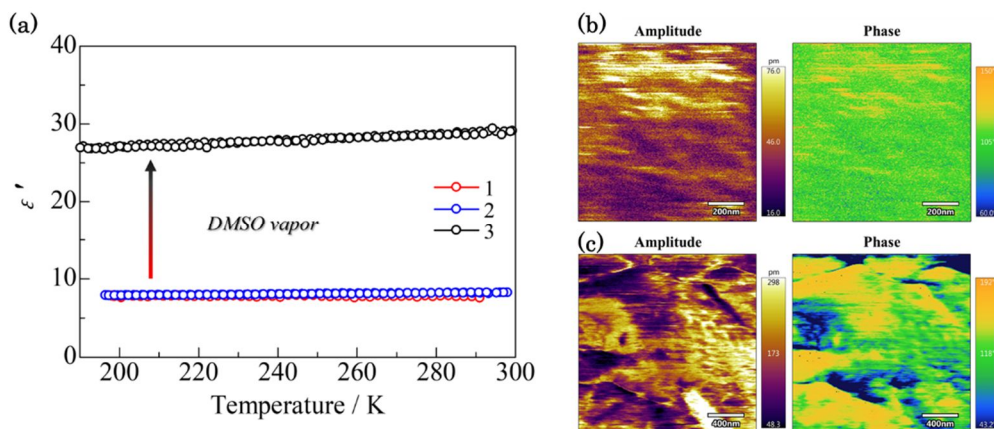 (a)
40
30
20
10
0
ε'
200 220 240 260 280 300
Temperature / K
DMSO vapor
1
2
3
(b)
Amplitude
pm
76.0
46.0
16.0
200nm
Phase
150°
105°
60.0°
200nm
(c)
Amplitude
pm
298
173
48.3
400nm
Phase
192°
118°
43.2°
400nm